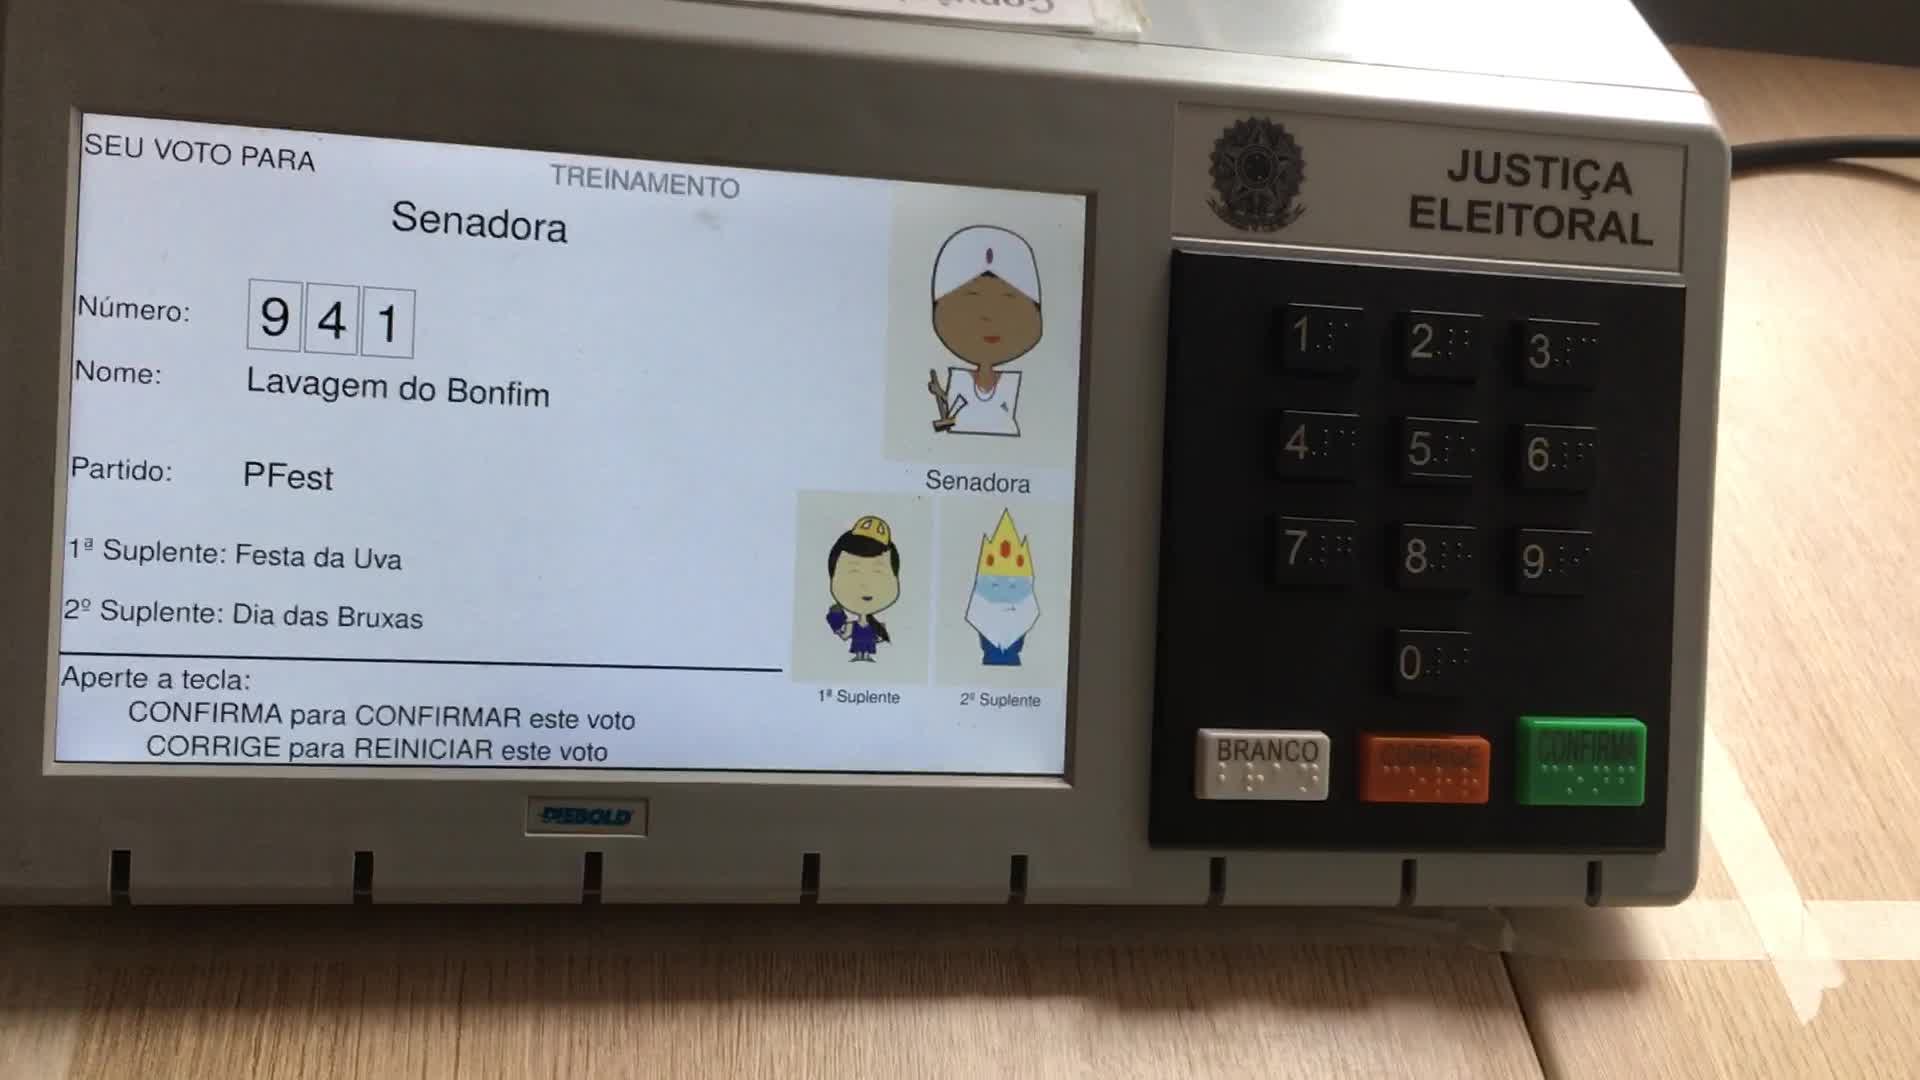 SEU VOTO PARA
TREINAMENTO
Senadora
Número: 9 4 1
Nome: Lavagem do Bonfim
Partido: PFest
1ª Suplente: Festa da Uva
2º Suplente: Dia das Bruxas
Senadora
1ª Suplente
2º Suplente
Aperte a tecla:
CONFIRMA para CONFIRMAR este voto
CORRIGE para REINICIAR este voto
DIEBOLD
JUSTIÇA
ELEITORAL
1 2 3
4 5 6
7 8 9
0
BRANCO CORRIGE CONFIRMA